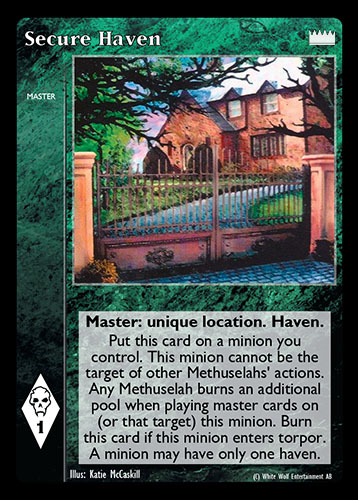 Secure Haven
MASTER
Master: unique location. Haven.
Put this card on a minion you
control. This minion cannot be the
target of other Methuselahs' actions.
Any Methuselah burns an additional
pool when playing master cards on
(or that target) this minion. Burn
this card if this minion enters torpor.
A minion may have only one haven.
1
Illus: Katie McCaskill
(C) White Wolf Entertainment AB